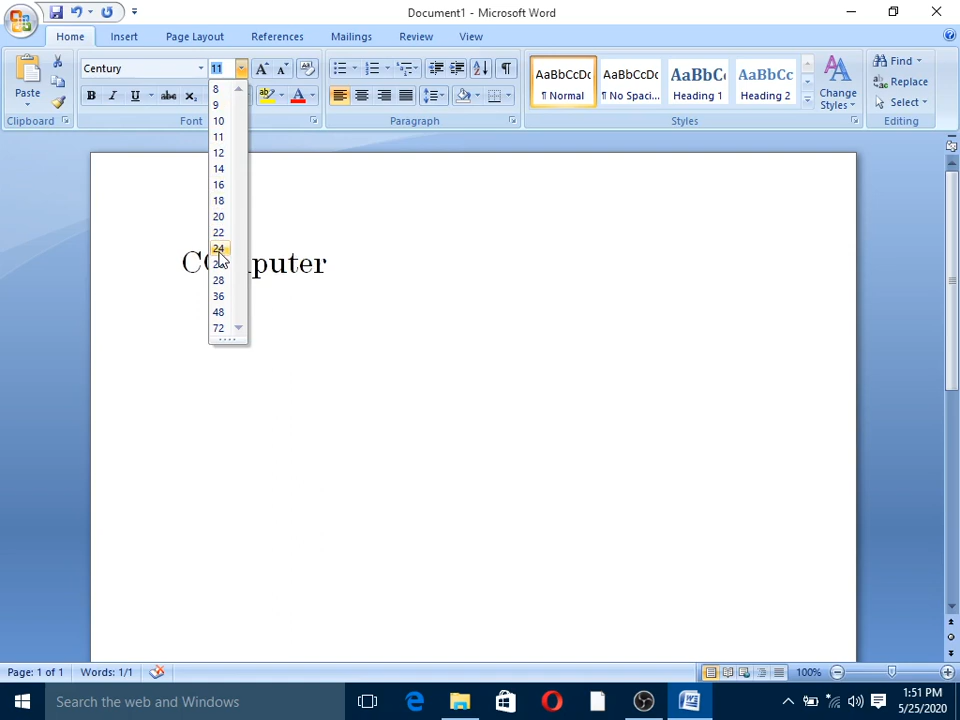 Document1 - Microsoft Word
Home Insert Page Layout References Mailings Review View
Paste
Clipboard
Century 11
B I U abc x
Font
Paragraph
AaBbCcDc AaBbCcDc AaBbCc AaBbCc
¶ Normal ¶ No Spaci... Heading 1 Heading 2
Change
Styles
Styles
Find
Replace
Select
Editing
8
9
10
11
12
14
16
18
20
22
24
28
36
48
72
Page: 1 of 1 Words: 1/1 100%
Search the web and Windows
1:51 PM
5/25/2020